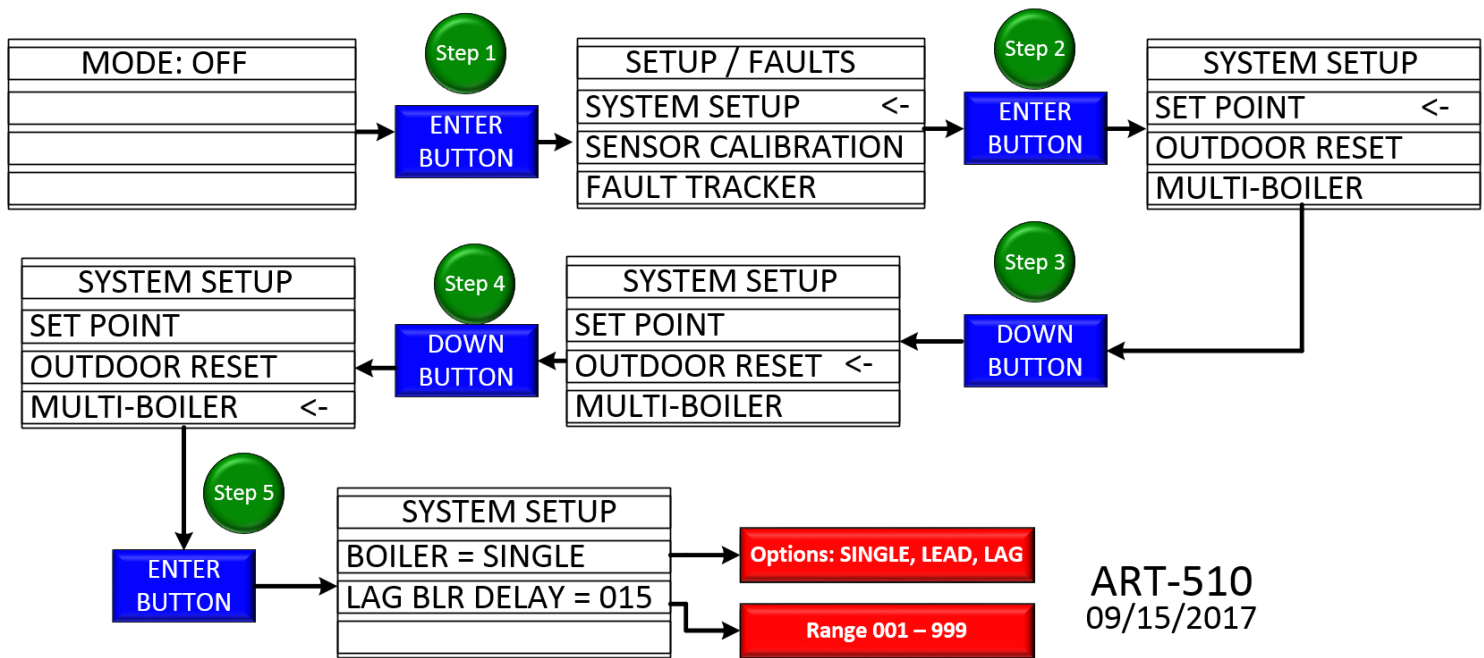 MODE: OFF
Step 1
ENTER
BUTTON
SETUP / FAULTS
SYSTEM SETUP <-
SENSOR CALIBRATION
FAULT TRACKER
Step 2
ENTER
BUTTON
SYSTEM SETUP
SET POINT <-
OUTDOOR RESET
MULTI-BOILER
Step 3
DOWN
BUTTON
SYSTEM SETUP
SET POINT
OUTDOOR RESET <-
MULTI-BOILER
Step 4
DOWN
BUTTON
SYSTEM SETUP
SET POINT
OUTDOOR RESET
MULTI-BOILER <-
Step 5
ENTER
BUTTON
SYSTEM SETUP
BOILER = SINGLE
LAG BLR DELAY = 015
Options: SINGLE, LEAD, LAG
Range 001 – 999
ART-510
09/15/2017